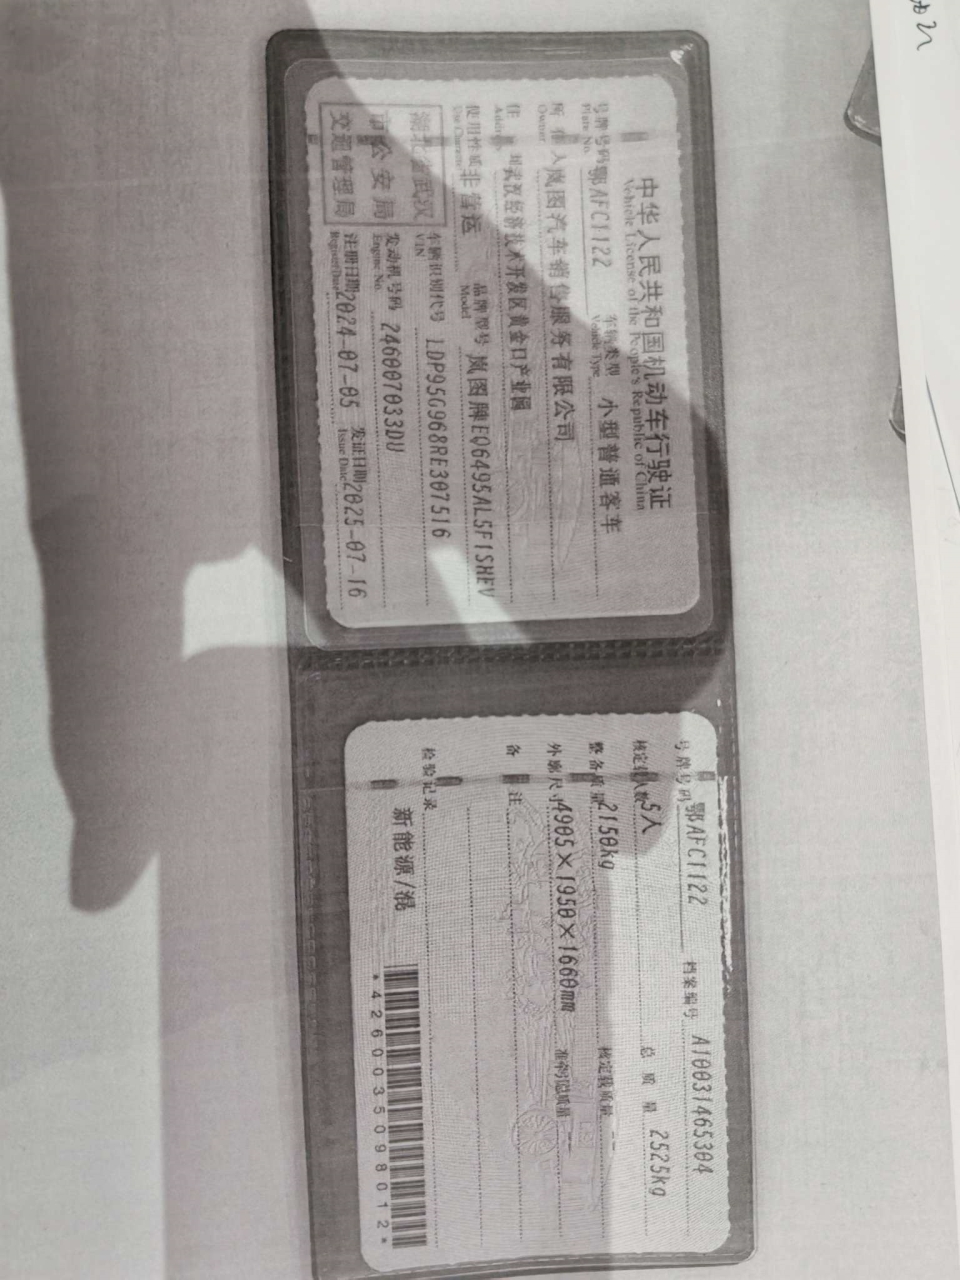 中华人民共和国机动车行驶证
Vehicle License of the People's Republic of China
号牌号码 鄂AFC1122 车辆类型 小型普通客车
Plate No. Vehicle Type
所有人 岚图汽车销售服务有限公司
Owner
住 址 武汉经济技术开发区黄金口产业园
Address
使用性质 非营运 品牌型号 岚图牌EQ6495ALSFISHEV
Use Character Model
湖北省武汉
市公安局
交通管理局
车辆识别代号 LDP95G968RE307516
VIN
发动机号码 246007033DU
Engine No.
注册日期 2024-07-05 发证日期 2025-07-16
Register Date Issue Date
号牌号码 鄂AFC1122 档案编号 A10031465304
核定载人数 5人 总质量 2525kg
整备质量 2150kg 核定载质量 --
外廓尺寸 4905×1950×1660mm 准牵引总质量 --
备 注
检验记录
新能源/混
*4260035098012*